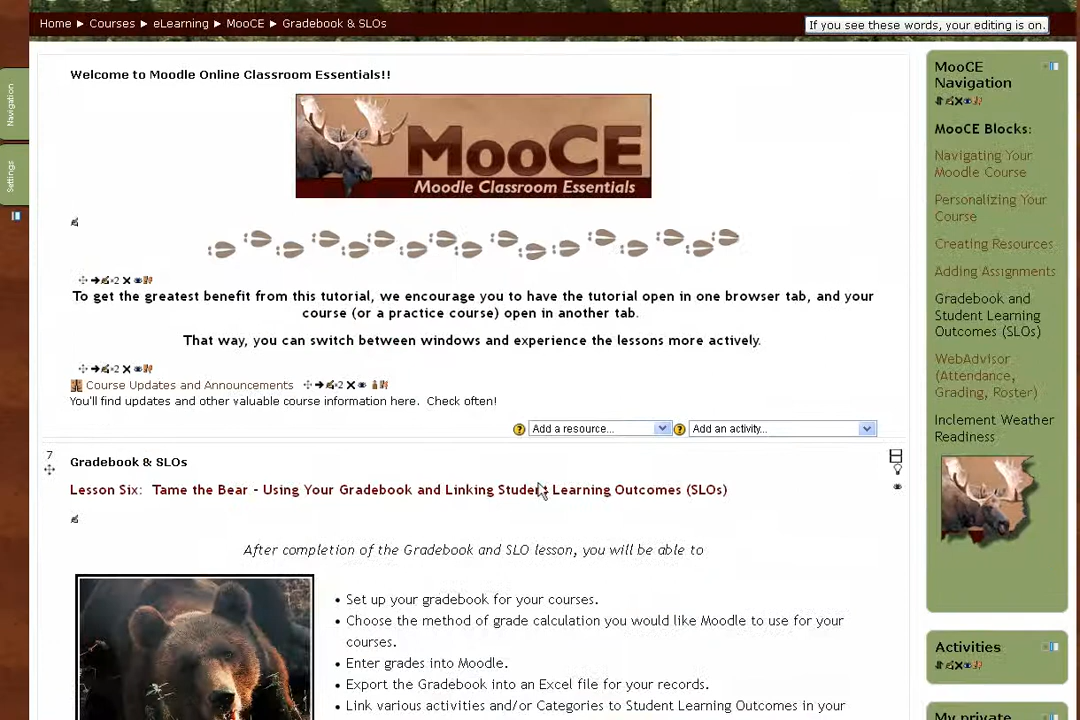 Home ► Courses ► eLearning ► MooCE ► Gradebook & SLOs
If you see these words, your editing is on.
Navigation
Settings
Welcome to Moodle Online Classroom Essentials!!
MooCE
Moodle Classroom Essentials
2
To get the greatest benefit from this tutorial, we encourage you to have the tutorial open in one browser tab, and your
course (or a practice course) open in another tab.
That way, you can switch between windows and experience the lessons more actively.
2
Course Updates and Announcements
2
You'll find updates and other valuable course information here. Check often!
Add a resource...
Add an activity...
7
Gradebook & SLOs
Lesson Six: Tame the Bear - Using Your Gradebook and Linking Student Learning Outcomes (SLOs)
After completion of the Gradebook and SLO lesson, you will be able to
• Set up your gradebook for your courses.
• Choose the method of grade calculation you would like Moodle to use for your
courses.
• Enter grades into Moodle.
• Export the Gradebook into an Excel file for your records.
• Link various activities and/or Categories to Student Learning Outcomes in your
MooCE
Navigation
MooCE Blocks:
Navigating Your
Moodle Course
Personalizing Your
Course
Creating Resources
Adding Assignments
Gradebook and
Student Learning
Outcomes (SLOs)
WebAdvisor
(Attendance,
Grading, Roster)
Inclement Weather
Readiness
Activities
My private